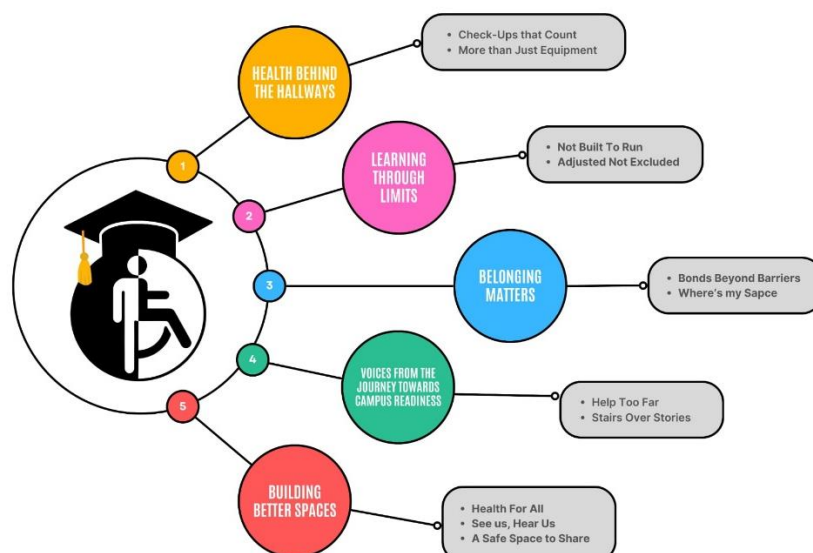 1
HEALTH BEHIND
THE HALLWAYS
• Check-Ups that Count
• More than Just Equipment
2
LEARNING
THROUGH
LIMITS
• Not Built To Run
• Adjusted Not Excluded
3
BELONGING
MATTERS
• Bonds Beyond Barriers
• Where's my Sapce
4
VOICES FROM THE
JOURNEY TOWARDS
CAMPUS READINESS
• Help Too Far
• Stairs Over Stories
5
BUILDING
BETTER SPACES
• Health For All
• See us, Hear Us
• A Safe Space to Share